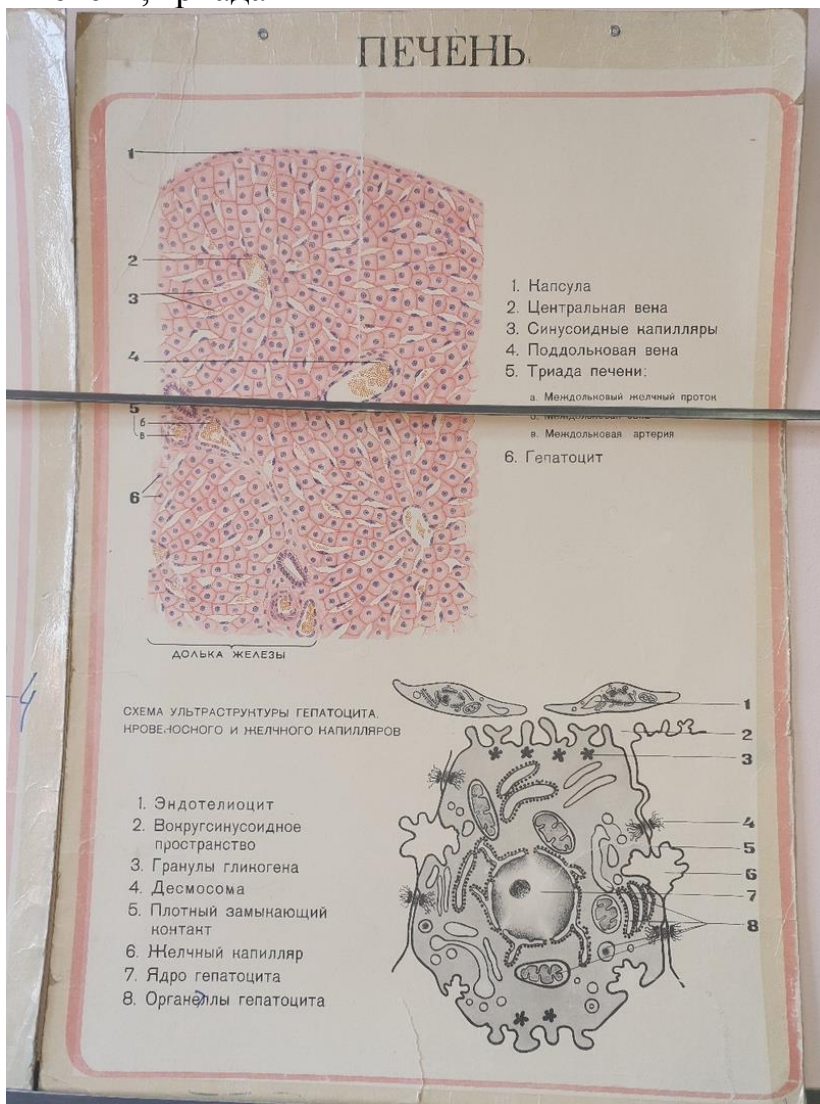 ПЕЧЕНЬ
1
2
3
4
5
б
в
6
1. Капсула
2. Центральная вена
3. Синусоидные капилляры
4. Поддольковая вена
5. Триада печени:
а. Междольковый желчный проток
в. Междольковая артерия
6. Гепатоцит
ДОЛЬКА ЖЕЛЕЗЫ
СХЕМА УЛЬТРАСТРУКТУРЫ ГЕПАТОЦИТА,
КРОВЕНОСНОГО И ЖЕЛЧНОГО КАПИЛЛЯРОВ
1. Эндотелиоцит
2. Вокругсинусоидное
пространство
3. Гранулы гликогена
4. Десмосома
5. Плотный замыкающий
контакт
6. Желчный капилляр
7. Ядро гепатоцита
8. Органеллы гепатоцита
1
2
3
4
5
6
7
8